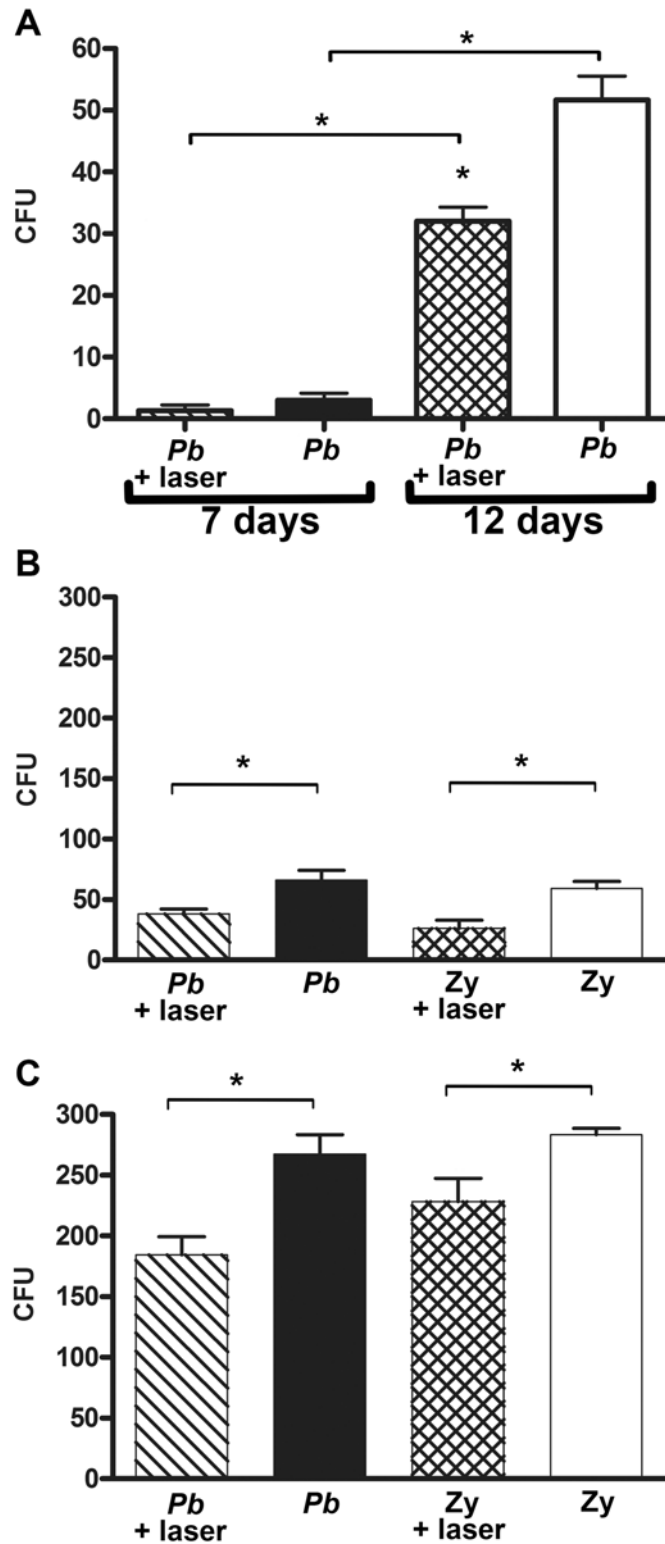 A
60
50
40
30
20
10
0
CFU
*
*
*
Pb Pb Pb Pb
+ laser + laser
7 days 12 days
B
300
250
200
150
100
50
0
CFU
* *
Pb Pb Zy Zy
+ laser + laser
C
300
250
200
150
100
50
0
CFU
* *
Pb Pb Zy Zy
+ laser + laser